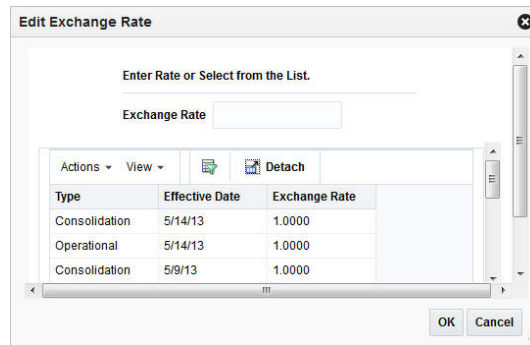 Edit Exchange Rate
Enter Rate or Select from the List.
Exchange Rate
Actions View Detach
Type Effective Date Exchange Rate
Consolidation 5/14/13 1.0000
Operational 5/14/13 1.0000
Consolidation 5/9/13 1.0000
OK Cancel